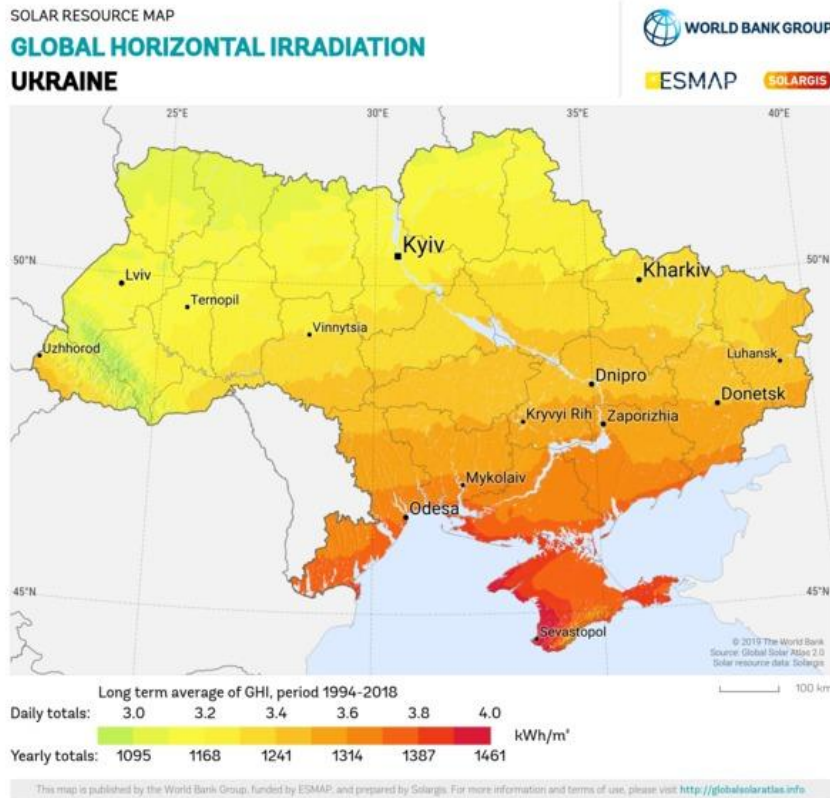 SOLAR RESOURCE MAP
GLOBAL HORIZONTAL IRRADIATION
UKRAINE
WORLD BANK GROUP
ESMAP
SOLARGIS
25°E 30°E 35°E 40°E
50°N
50°N
Kyiv
Kharkiv
Lviv
Ternopil
Vinnytsia
Uzhhorod
Luhansk
Dnipro
Donetsk
Kryvyi Rih
Zaporizhia
Mykolaiv
Odesa
45°N
45°N
Sevastopol
© 2019 The World Bank
Source: Global Solar Atlas 2.0
Solar resource data: Solargis
100 km
Long term average of GHI, period 1994-2018
Daily totals: 3.0 3.2 3.4 3.6 3.8 4.0
kWh/m²
Yearly totals: 1095 1168 1241 1314 1387 1461
This map is published by the World Bank Group, funded by ESMAP, and prepared by Solargis. For more information and terms of use, please visit http://globalsolaratlas.info